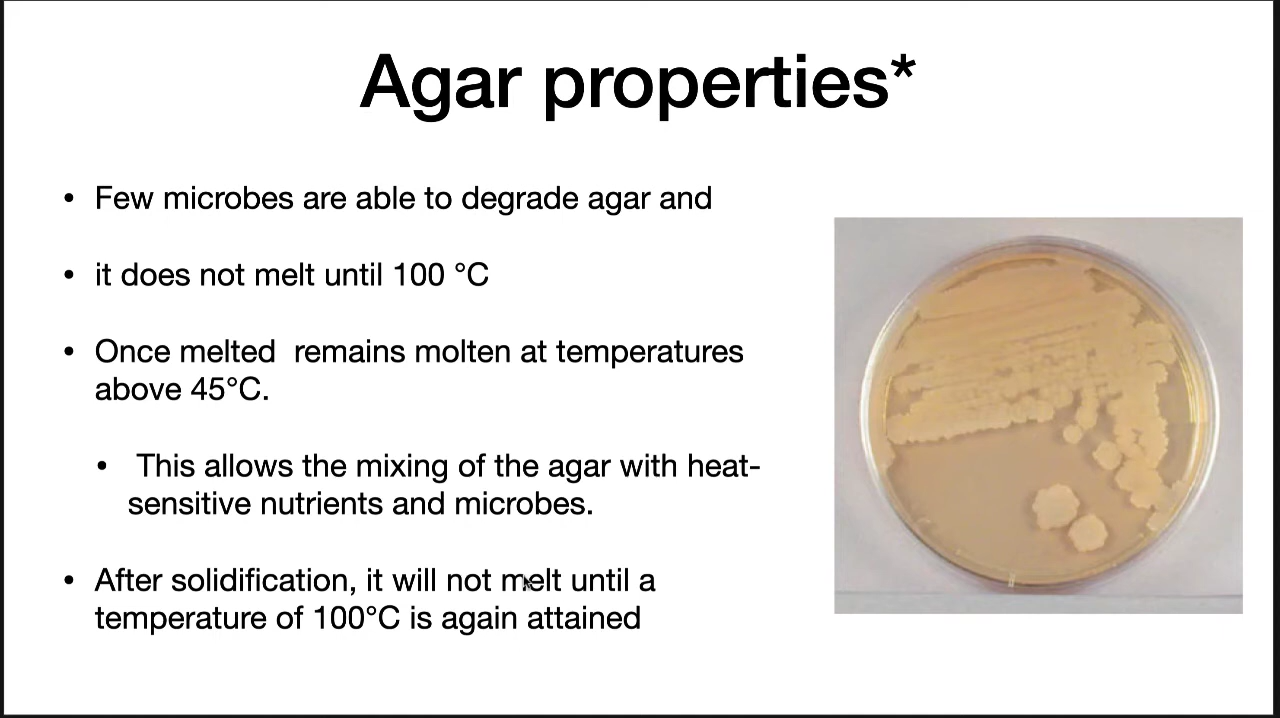 Agar properties*
• Few microbes are able to degrade agar and
• it does not melt until 100 °C
• Once melted  remains molten at temperatures
above 45°C.
• This allows the mixing of the agar with heat-
sensitive nutrients and microbes.
• After solidification, it will not melt until a
temperature of 100°C is again attained